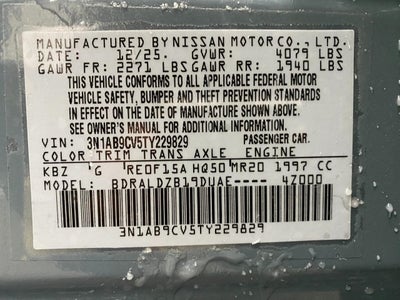 MANUFACTURED BY NISSAN MOTOR CO., LTD.
DATE: 12/25. GVWR: 4079 LBS
GAWR FR: 2271 LBS GAWR RR: 1940 LBS
THIS VEHICLE CONFORMS TO ALL APPLICABLE FEDERAL MOTOR
VEHICLE SAFETY, BUMPER AND THEFT PREVENTION STANDARDS
IN EFFECT ON THE DATE OF MANUFACTURE SHOWN ABOVE.
SEE OWNER'S MANUAL FOR ADDITIONAL INFORMATION.
VIN: 3N1AB9CV5TY229829 PASSENGER CAR.
COLOR TRIM TRANS AXLE ENGINE
KBZ 'G 'RE0F15A HQ50 MR20 1997 CC
MODEL: BDRALDZB19DUAE---- 4Z000
3N1AB9CV5TY229829